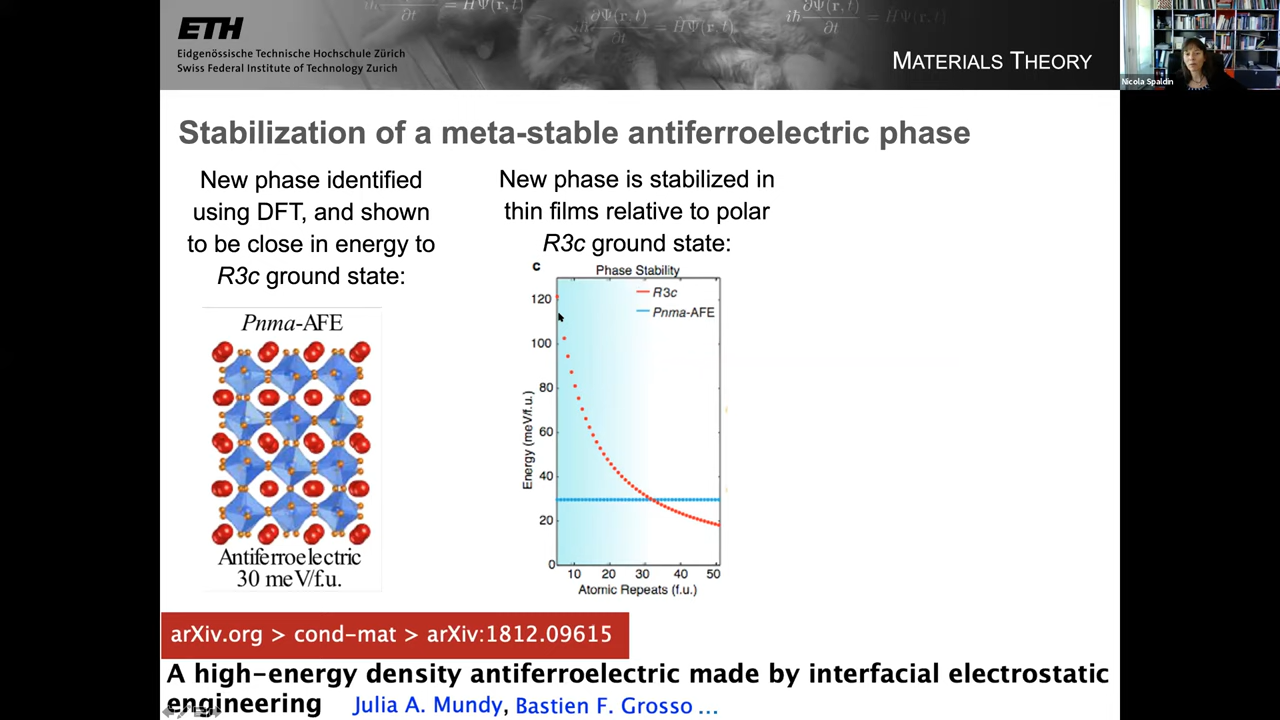 ∂t = HΨ(r,t)
iħ ∂Ψ(r,t)/∂t = HΨ(r,t)
iħ ∂Ψ(r,t)/∂t = HΨ(r,t)
ETH
Eidgenössische Technische Hochschule Zürich
Swiss Federal Institute of Technology Zurich
MATERIALS THEORY
Nicola Spaldin
Stabilization of a meta-stable antiferroelectric phase
New phase identified
using DFT, and shown
to be close in energy to
R3c ground state:
Pnma-AFE
Antiferroelectric
30 meV/f.u.
New phase is stabilized in
thin films relative to polar
R3c ground state:
c
Phase Stability
R3c
Pnma-AFE
120
100
80
60
40
20
0
Energy (meV/f.u.)
10 20 30 40 50
Atomic Repeats (f.u.)
arXiv.org > cond-mat > arXiv:1812.09615
A high-energy density antiferroelectric made by interfacial electrostatic
engineering Julia A. Mundy, Bastien F. Grosso ...